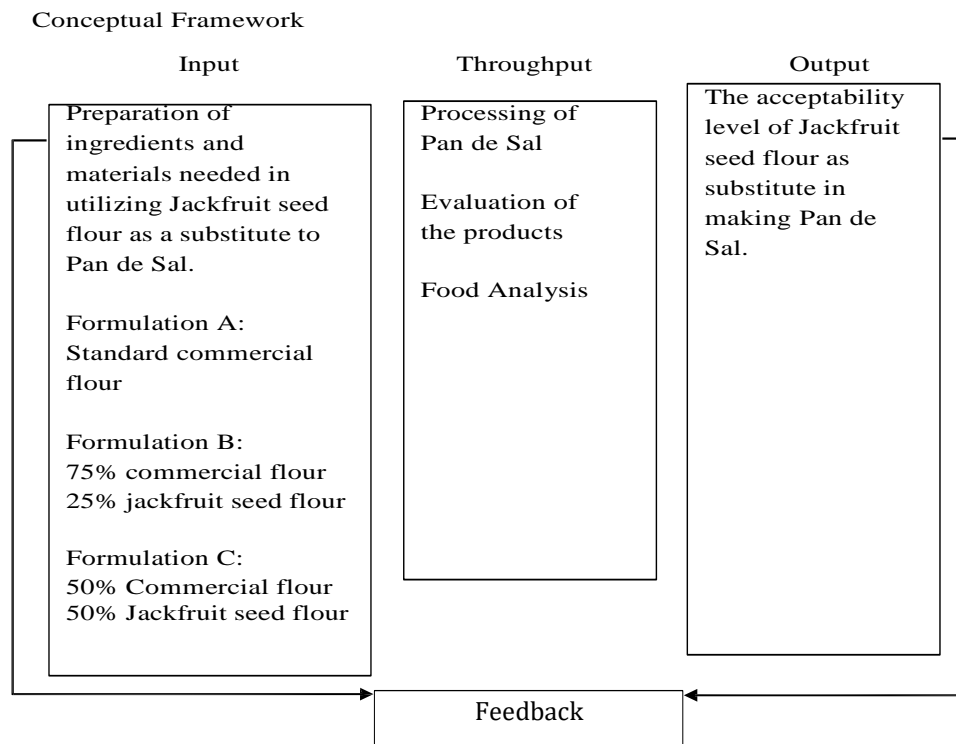 Conceptual Framework
Input
Preparation of
ingredients and
materials needed in
utilizing Jackfruit seed
flour as a substitute to
Pan de Sal.
Formulation A:
Standard commercial
flour
Formulation B:
75% commercial flour
25% jackfruit seed flour
Formulation C:
50% Commercial flour
50% Jackfruit seed flour
Throughput
Processing of
Pan de Sal
Evaluation of
the products
Food Analysis
Output
The acceptability
level of Jackfruit
seed flour as
substitute in
making Pan de
Sal.
Feedback